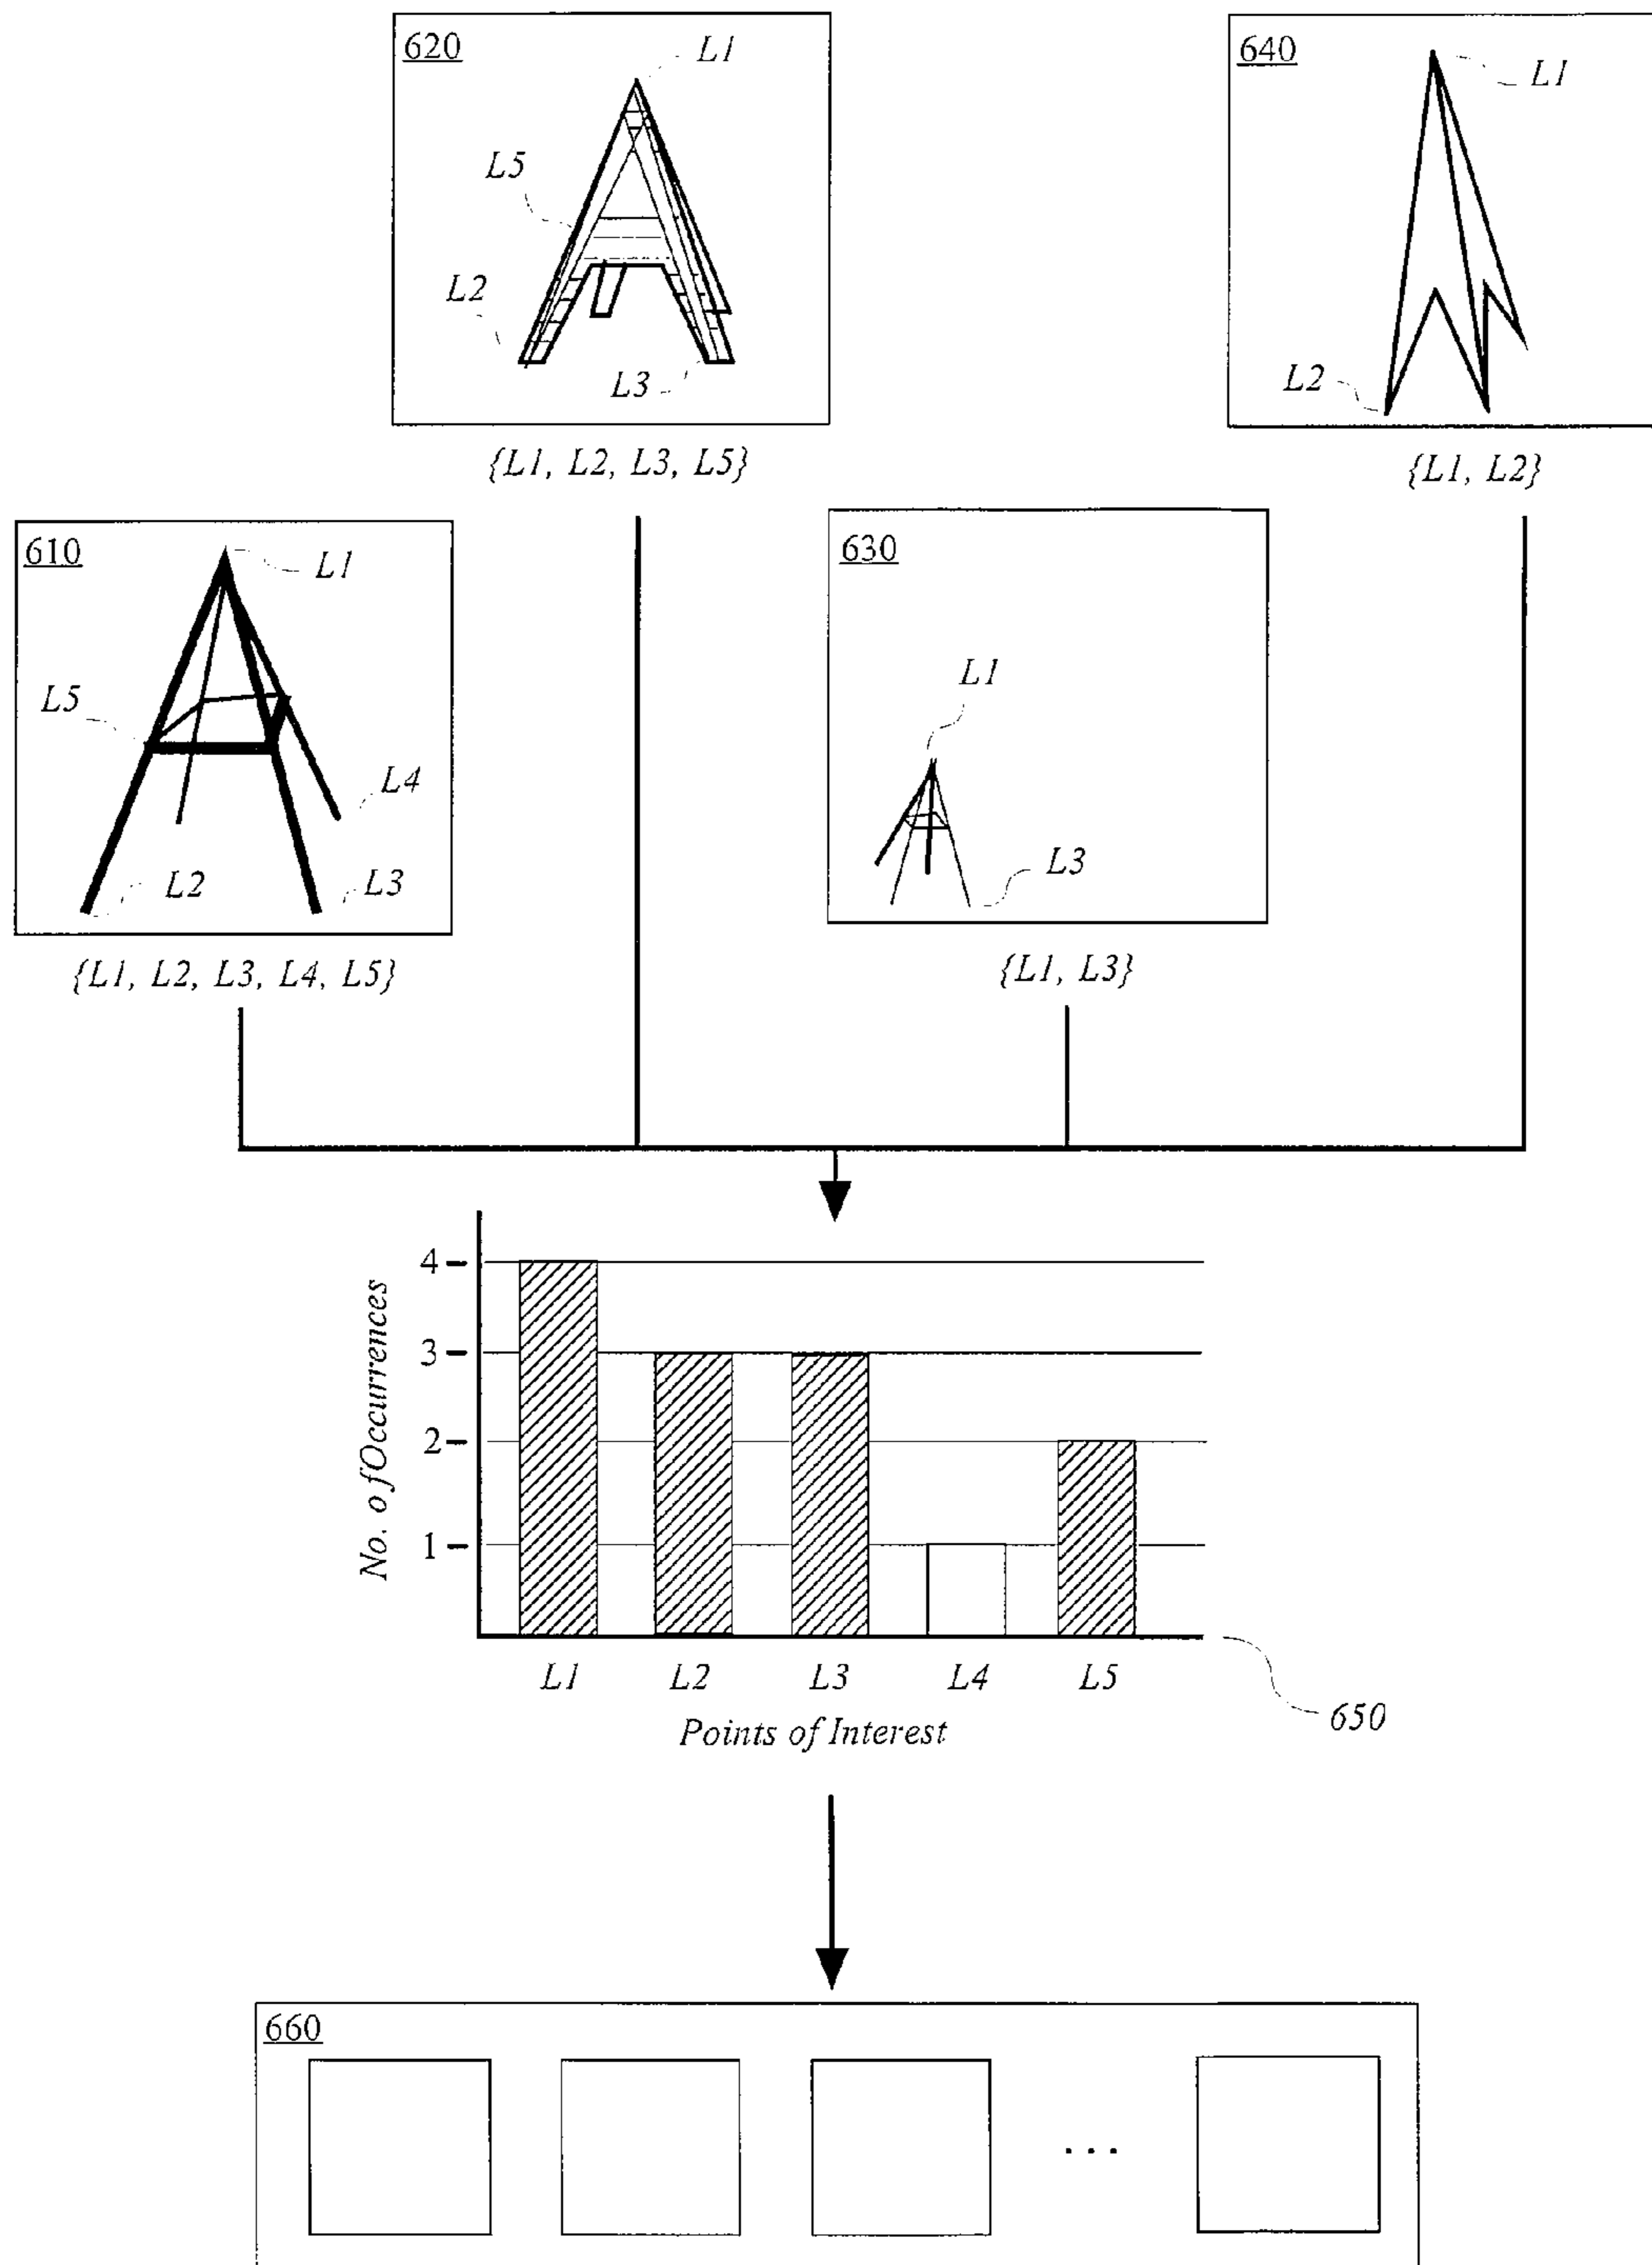 620
L1
L5
L2
L3
{L1, L2, L3, L5}
640
L1
L2
{L1, L2}
610
L1
L5
L4
L2
L3
{L1, L2, L3, L4, L5}
630
L1
L3
{L1, L3}
No. ofOccurrences
4
3
2
1
L1 L2 L3 L4 L5
Points of Interest
650
660
...